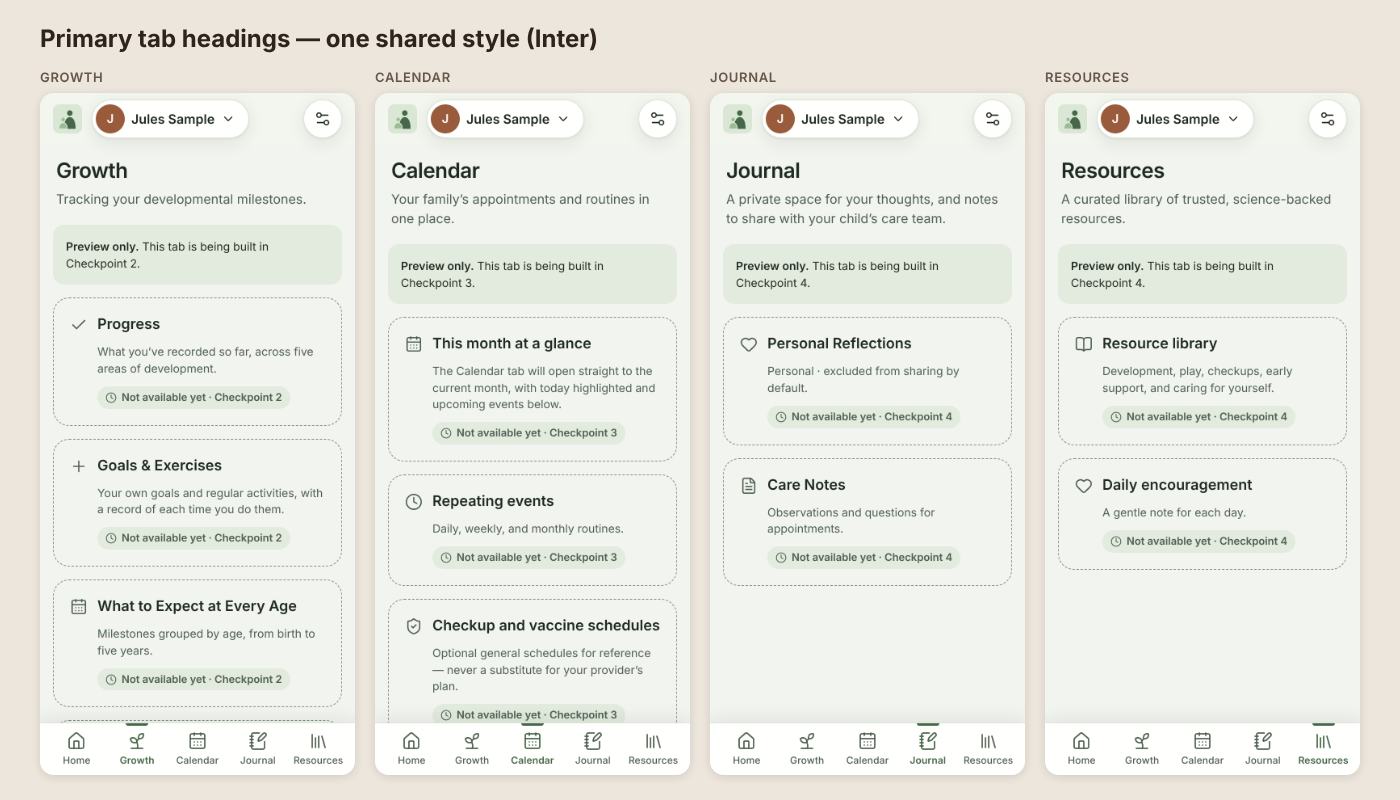 Primary tab headings — one shared style (Inter)
GROWTH
J
Jules Sample
Growth
Tracking your developmental milestones.
Preview only. This tab is being built in
Checkpoint 2.
Progress
What you’ve recorded so far, across five
areas of development.
Not available yet · Checkpoint 2
Goals & Exercises
Your own goals and regular activities, with
a record of each time you do them.
Not available yet · Checkpoint 2
What to Expect at Every Age
Milestones grouped by age, from birth to
five years.
Not available yet · Checkpoint 2
Home
Growth
Calendar
Journal
Resources
CALENDAR
J
Jules Sample
Calendar
Your family’s appointments and routines in
one place.
Preview only. This tab is being built in
Checkpoint 3.
This month at a glance
The Calendar tab will open straight to the
current month, with today highlighted and
upcoming events below.
Not available yet · Checkpoint 3
Repeating events
Daily, weekly, and monthly routines.
Not available yet · Checkpoint 3
Checkup and vaccine schedules
Optional general schedules for reference
— never a substitute for your provider’s
plan.
Not available yet · Checkpoint 3
Home
Growth
Calendar
Journal
Resources
JOURNAL
J
Jules Sample
Journal
A private space for your thoughts, and notes
to share with your child’s care team.
Preview only. This tab is being built in
Checkpoint 4.
Personal Reflections
Personal · excluded from sharing by
default.
Not available yet · Checkpoint 4
Care Notes
Observations and questions for
appointments.
Not available yet · Checkpoint 4
Home
Growth
Calendar
Journal
Resources
RESOURCES
J
Jules Sample
Resources
A curated library of trusted, science-backed
resources.
Preview only. This tab is being built in
Checkpoint 4.
Resource library
Development, play, checkups, early
support, and caring for yourself.
Not available yet · Checkpoint 4
Daily encouragement
A gentle note for each day.
Not available yet · Checkpoint 4
Home
Growth
Calendar
Journal
Resources